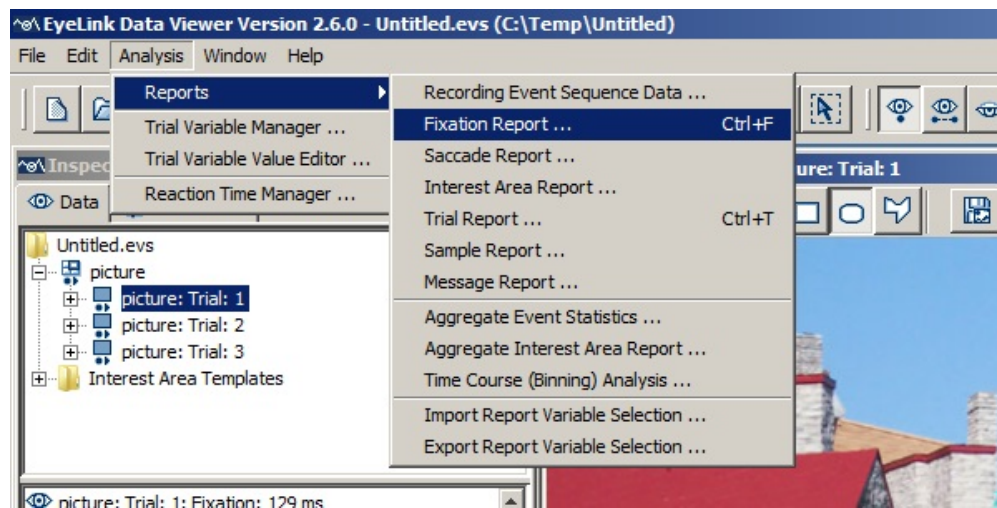 EyeLink Data Viewer Version 2.6.0 - Untitled.evs (C:\Temp\Untitled)
File Edit Analysis Window Help
Reports
Trial Variable Manager ...
Trial Variable Value Editor ...
Reaction Time Manager ...
Recording Event Sequence Data ...
Fixation Report ... Ctrl+F
Saccade Report ...
Interest Area Report ...
Trial Report ... Ctrl+T
Sample Report ...
Message Report ...
Aggregate Event Statistics ...
Aggregate Interest Area Report ...
Time Course (Binning) Analysis ...
Import Report Variable Selection ...
Export Report Variable Selection ...
Inspec
Data
ure: Trial: 1
Untitled.evs
picture
picture: Trial: 1
picture: Trial: 2
picture: Trial: 3
Interest Area Templates
picture: Trial: 1: Fixation: 129 ms